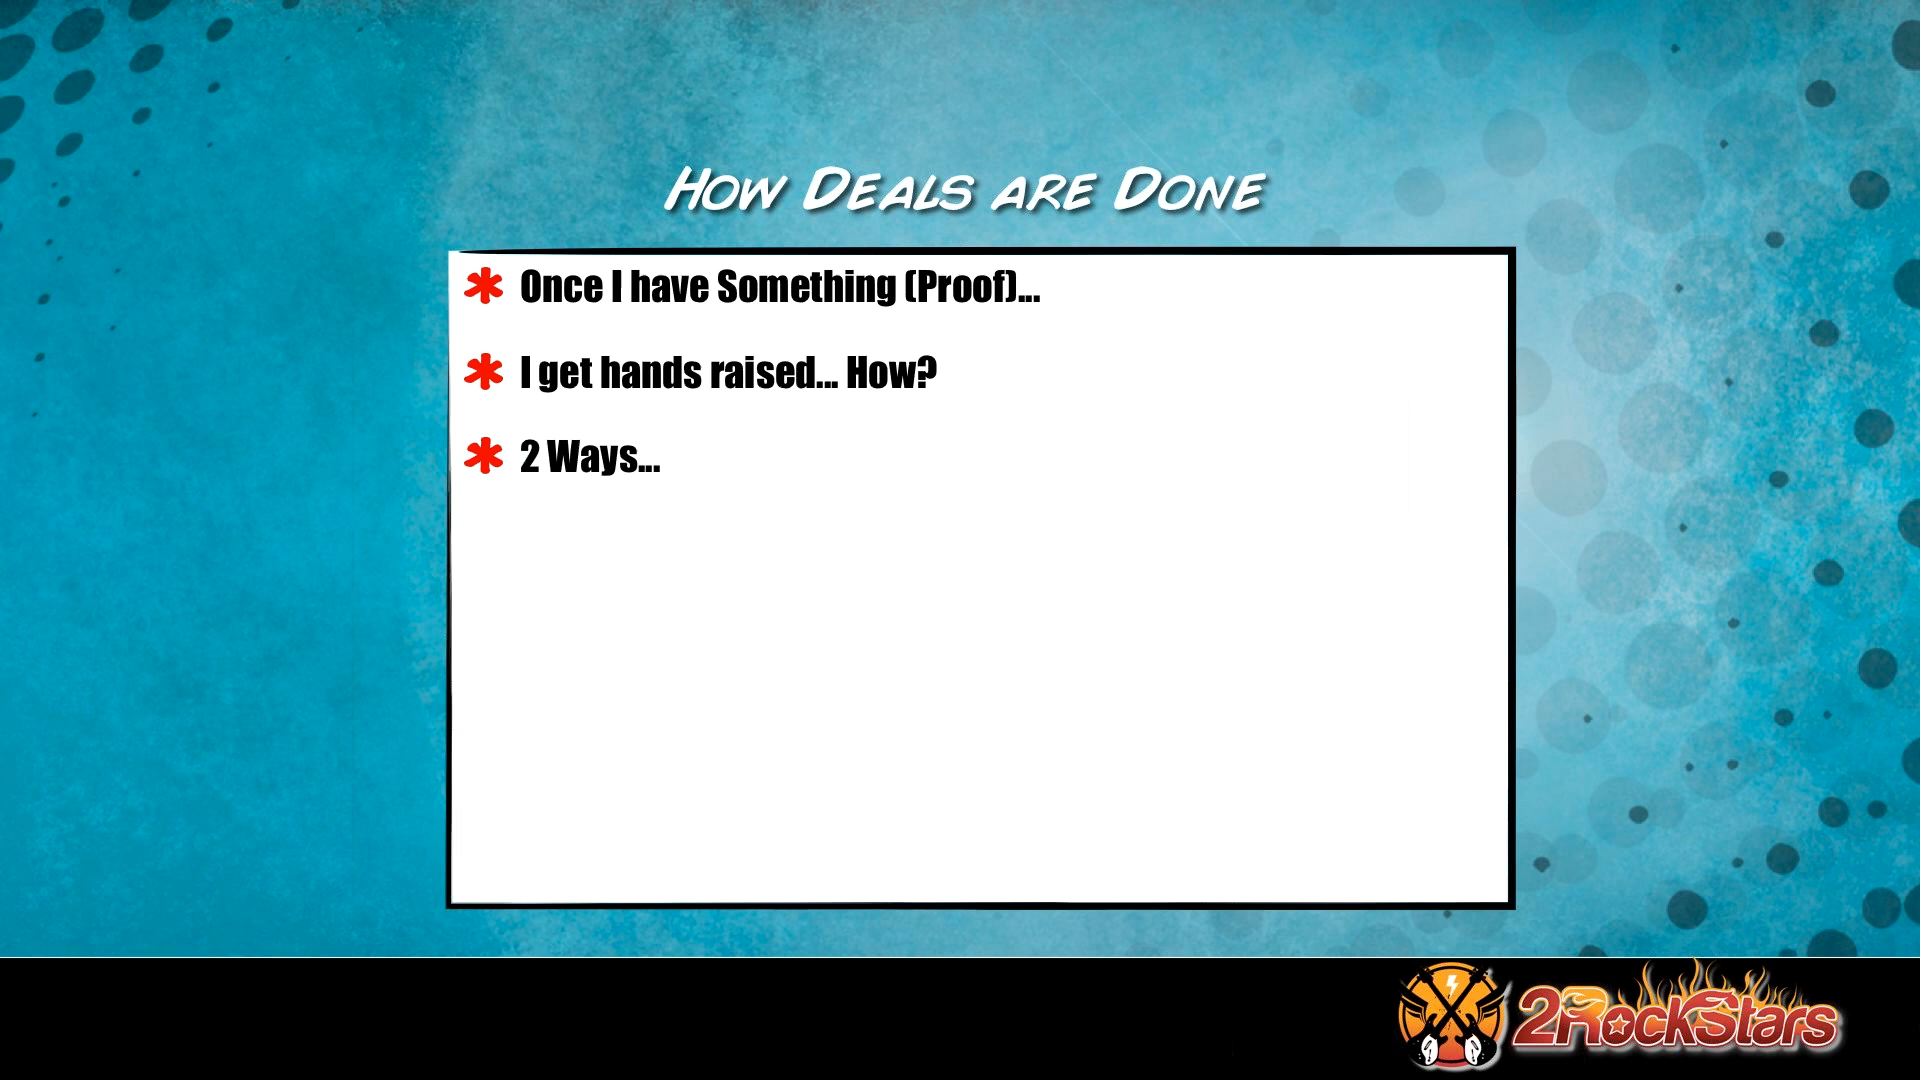 How Deals are Done
Once I have Something (Proof)...
I get hands raised... How?
2 Ways...
2RockStars